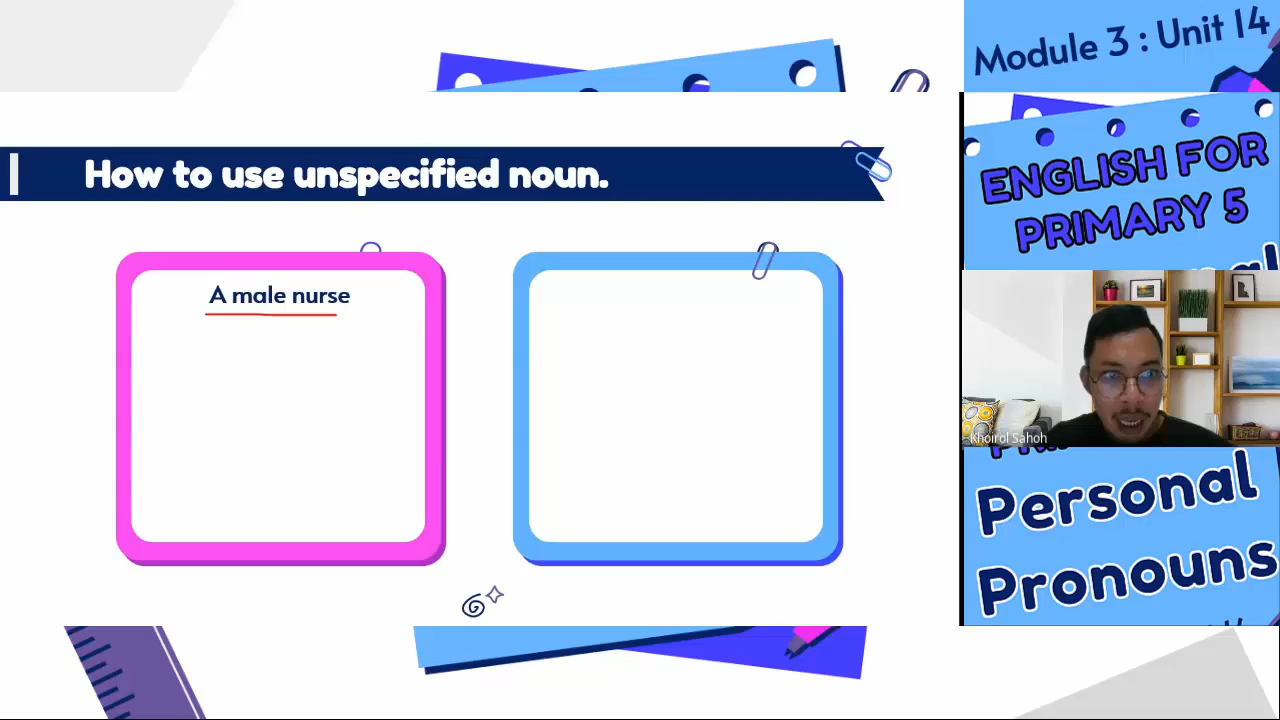 Module 3 : Unit 14
How to use unspecified noun.
A male nurse
ENGLISH FOR
PRIMARY 5
Khoirol Sahoh
Personal
Pronouns